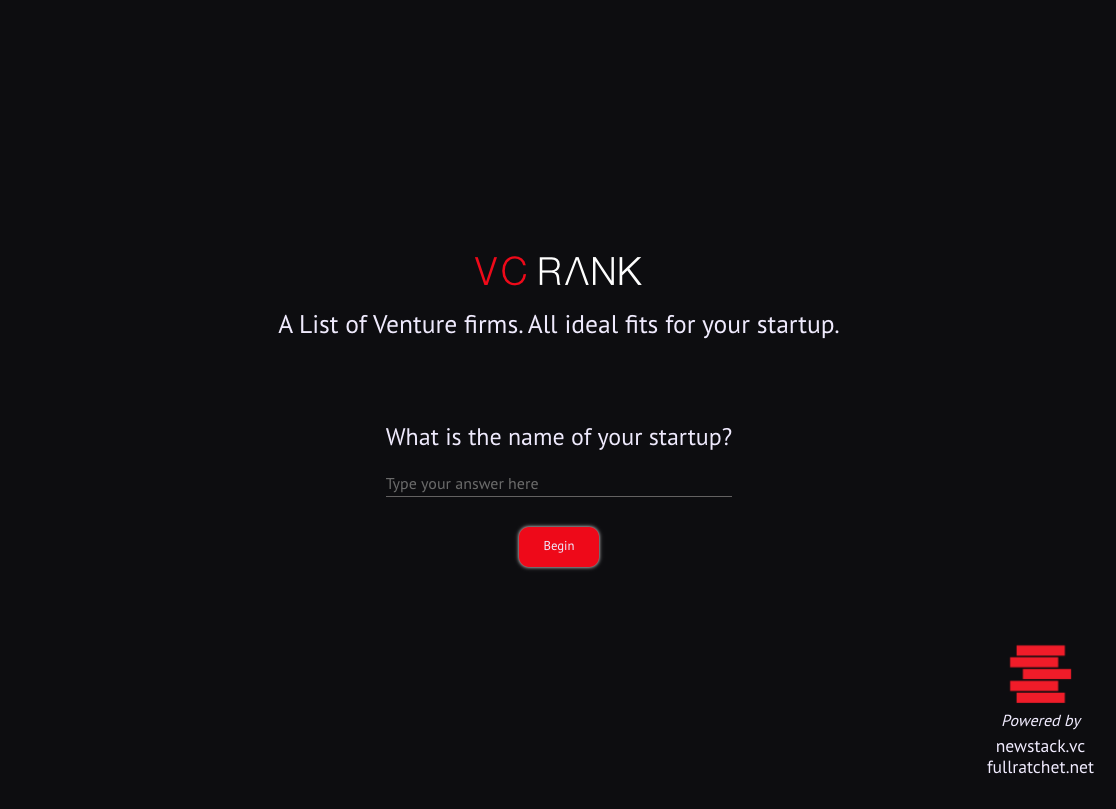 VC RANK
A List of Venture firms. All ideal fits for your startup.
What is the name of your startup?
Type your answer here
Begin
Powered by
newstack.vc
fullratchet.net